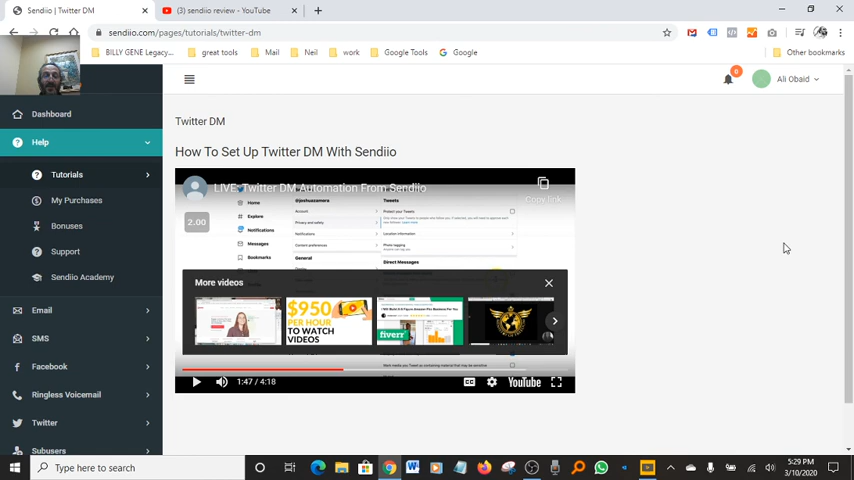 Sendiio | Twitter DM
(3) sendiio review - YouTube
sendiio.com/pages/tutorials/twitter-dm
BILLY GENE Legacy...
great tools
Mail
Neil
work
Google Tools
Google
Other bookmarks
0
Ali Obaid
Dashboard
Help
Tutorials
My Purchases
Bonuses
Support
Sendiio Academy
Email
SMS
Facebook
Ringless Voicemail
Twitter
Subusers
Twitter DM
How To Set Up Twitter DM With Sendiio
LIVE: Twitter DM Automation From Sendiio
Copy link
2.00
Home
Explore
Notifications
Messages
Bookmarks
@joshuazamora
Account
Privacy and safety
Notifications
Content preferences
General
Tweets
Protect your Tweets
Location information
Photo tagging
Direct Messages
More videos
$950
PER HOUR
TO WATCH
VIDEOS
fiverr
1:47 / 4:18
CC
YouTube
Type here to search
5:29 PM
3/10/2020